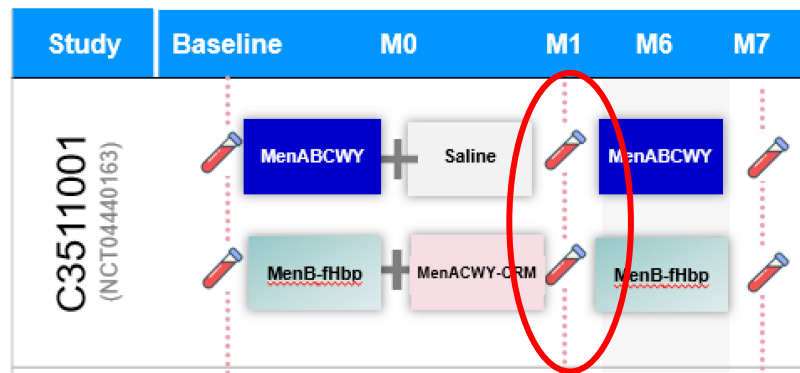 Study Baseline M0 M1 M6 M7
C3511001
(NCT04440163)
MenABCWY + Saline MenABCWY
MenB-fHbp + MenACWY-CRM MenB-fHbp